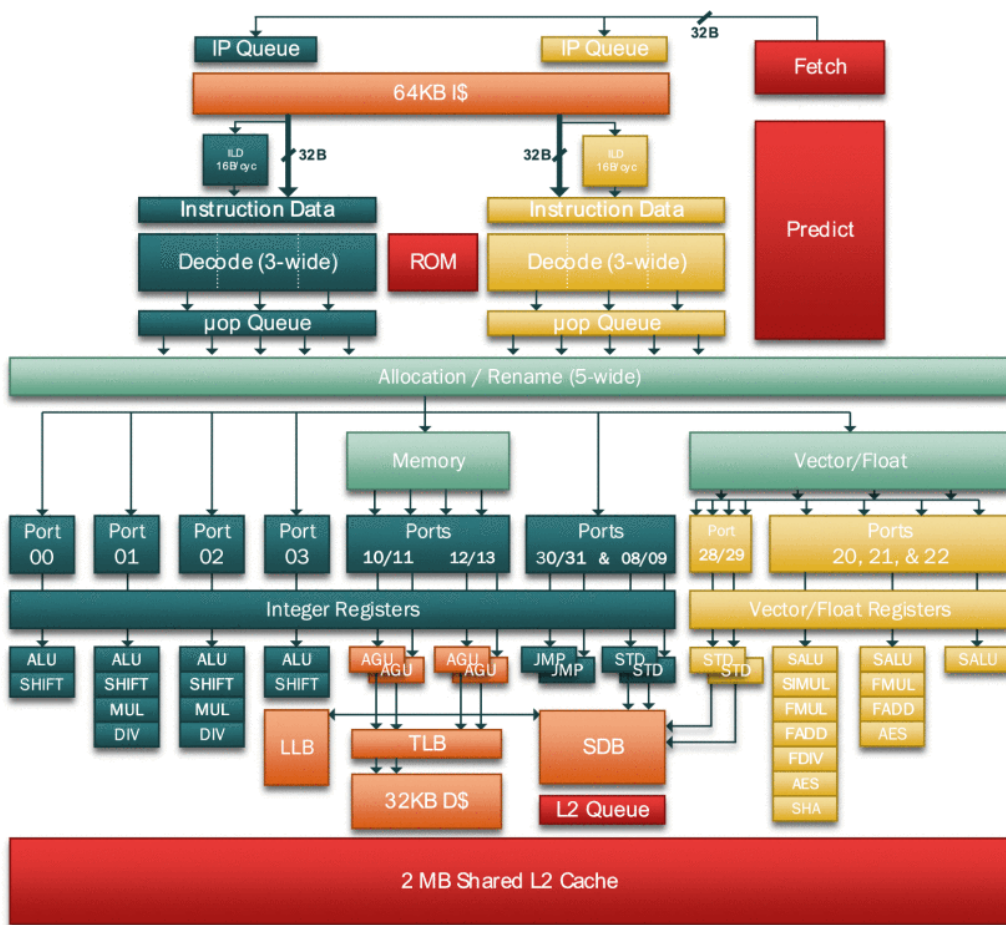 32B
IP Queue
IP Queue
Fetch
64KB I$
ILD
16B/cyc
32B
32B
ILD
16B/cyc
Instruction Data
Instruction Data
Predict
Decode (3-wide)
ROM
Decode (3-wide)
µop Queue
µop Queue
Allocation / Rename (5-wide)
Memory
Vector/Float
Port
00
Port
01
Port
02
Port
03
Ports
10/11 12/13
Ports
30/31 & 08/09
Port
28/29
Ports
20, 21, & 22
Integer Registers
Vector/Float Registers
ALU
SHIFT
ALU
SHIFT
MUL
DIV
ALU
SHIFT
MUL
DIV
ALU
SHIFT
AGU
AGU
AGU
AGU
JMP
JMP
STD
STD
STD
STD
SALU
SIMUL
FMUL
FADD
FDIV
AES
SHA
SALU
FMUL
FADD
AES
SALU
LLB
TLB
SDB
32KB D$
L2 Queue
2 MB Shared L2 Cache